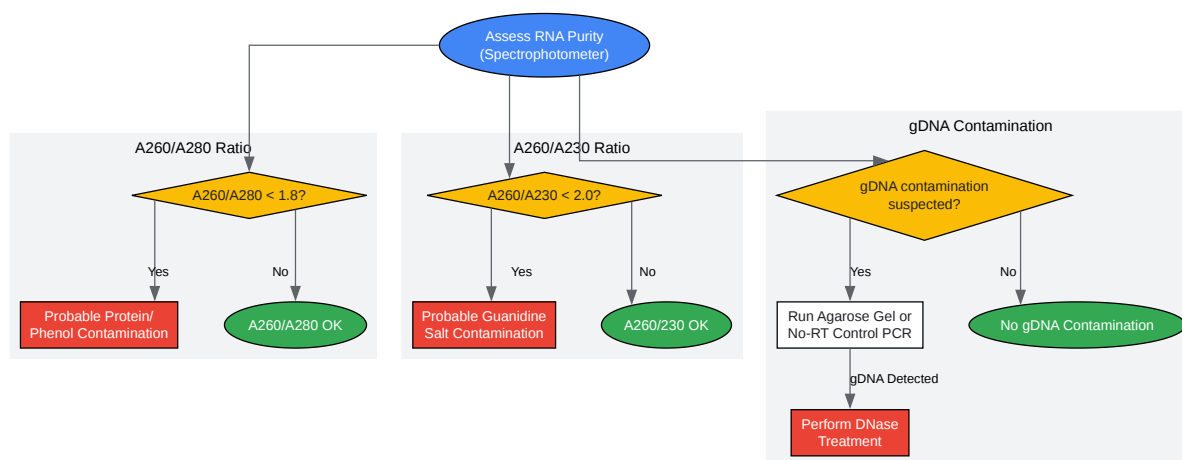 Assess RNA Purity
(Spectrophotometer)
A260/A280 Ratio
A260/A280 < 1.8?
Yes
No
Probable Protein/
Phenol Contamination
A260/A280 OK
A260/A230 Ratio
A260/A230 < 2.0?
Yes
No
Probable Guanidine
Salt Contamination
A260/230 OK
gDNA Contamination
gDNA contamination
suspected?
Yes
No
Run Agarose Gel or
No-RT Control PCR
No gDNA Contamination
gDNA Detected
Perform DNase
Treatment